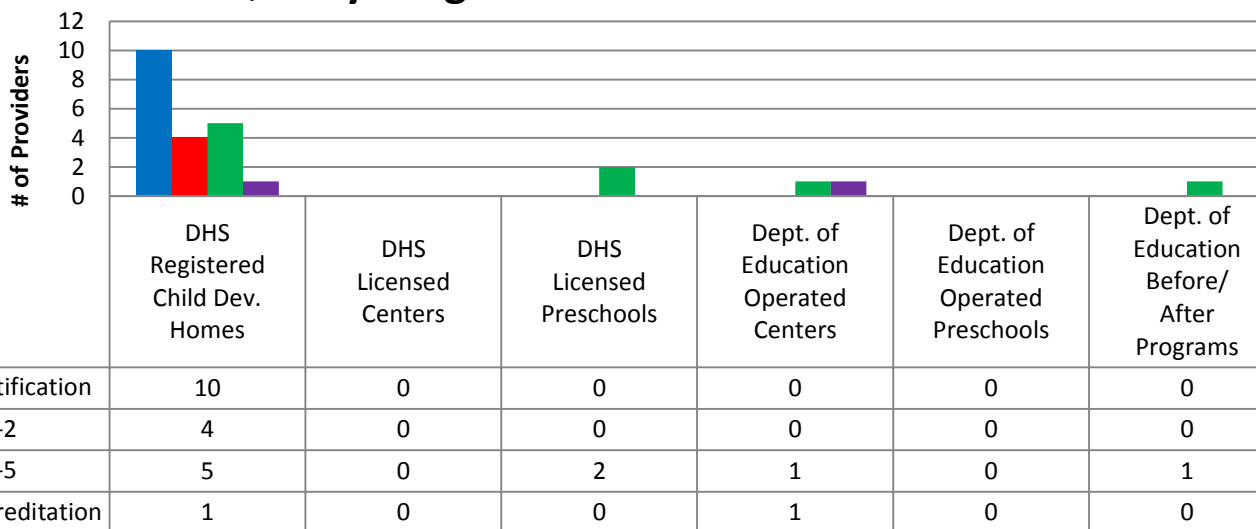 12
10
8
6
4
2
0
# of Providers
DHS
Registered
Child Dev.
Homes
DHS
Licensed
Centers
DHS
Licensed
Preschools
Dept. of
Education
Operated
Centers
Dept. of
Education
Operated
Preschools
Dept. of
Education
Before/
After
Programs
tification 10 0 0 0 0 0
-2 4 0 0 0 0 0
-5 5 0 2 1 0 1
reditation 1 0 0 1 0 0